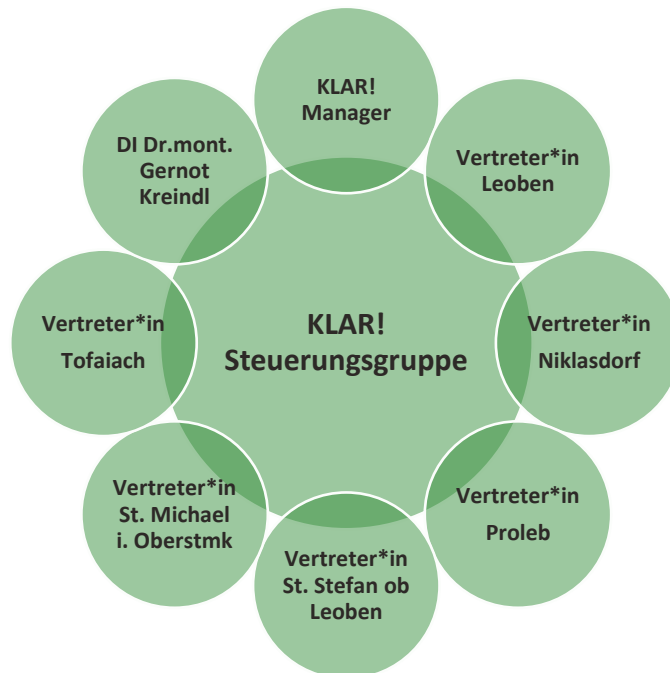 KLAR!
Manager
Vertreter*in
Leoben
Vertreter*in
Niklasdorf
Vertreter*in
Proleb
Vertreter*in
St. Stefan ob
Leoben
Vertreter*in
St. Michael
i. Oberstmk
Vertreter*in
Tofaiach
DI Dr.mont.
Gernot
Kreindl
KLAR!
Steuerungsgruppe